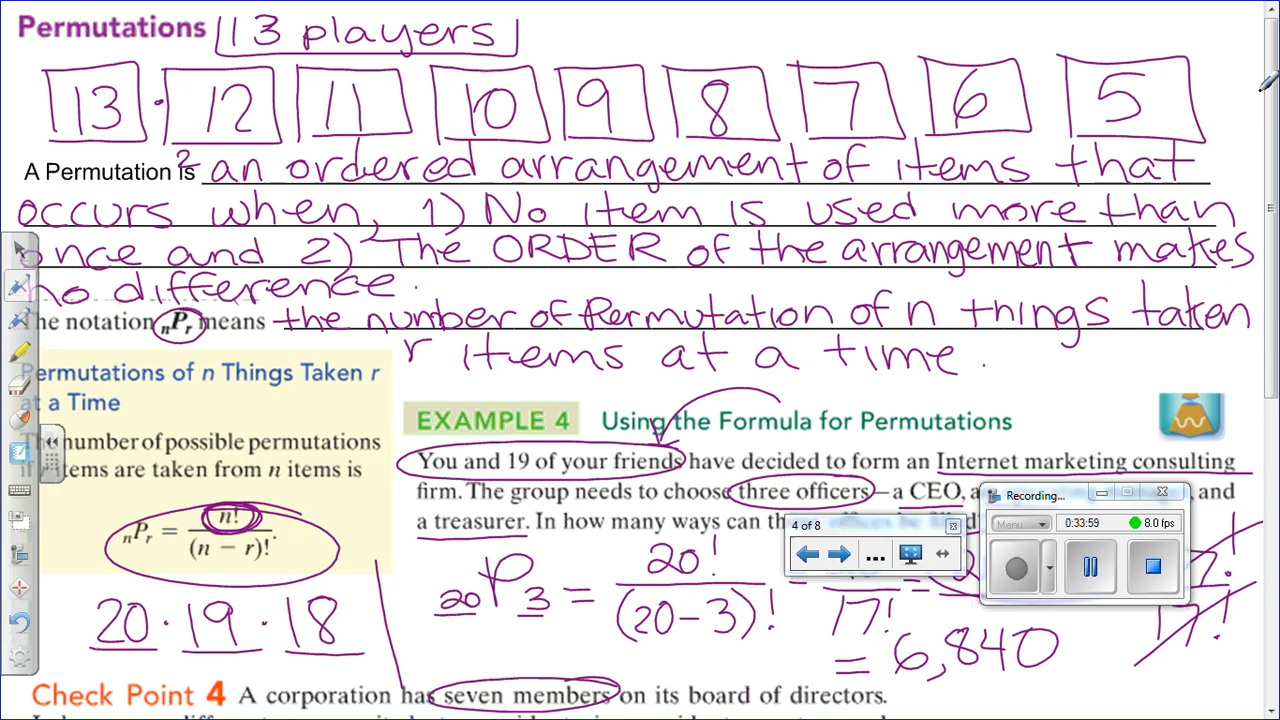 Permutations 13 players
13 · 12 11 10 9 8 7 6 5
A Permutation is an ordered arrangement of items that
occurs when, 1) No item is used more than
once and 2) The ORDER of the arrangement makes
no difference.
The notation nPr means the number of Permutation of n things taken
r items at a time.
Permutations of n Things Taken r
at a Time
The number of possible permutations
if r items are taken from n items is
nPr = n! / (n − r)!.
20 · 19 · 18
EXAMPLE 4 Using the Formula for Permutations
You and 19 of your friends have decided to form an Internet marketing consulting
firm. The group needs to choose three officers—a CEO, a and
a treasurer. In how many ways can
20P3 = 20! / (20-3)! = 17! =
17!
= 6,840
Recording...
Menu
0:33:59
8.0 fps
4 of 8
...
Check Point 4 A corporation has seven members on its board of directors.